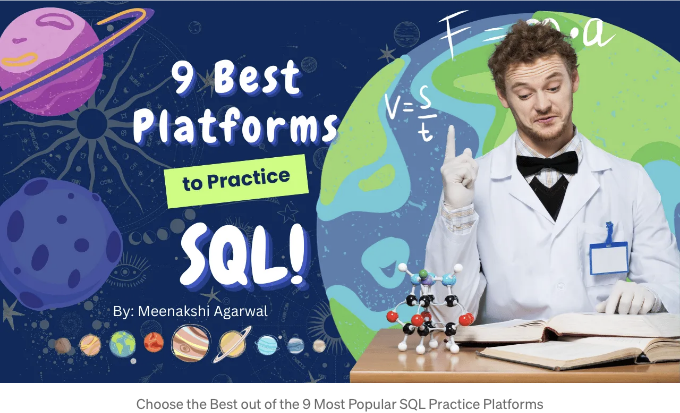 9 Best
Platforms
to Practice
SQL!
By: Meenakshi Agarwal
F = m•a
V = s/t
Choose the Best out of the 9 Most Popular SQL Practice Platforms